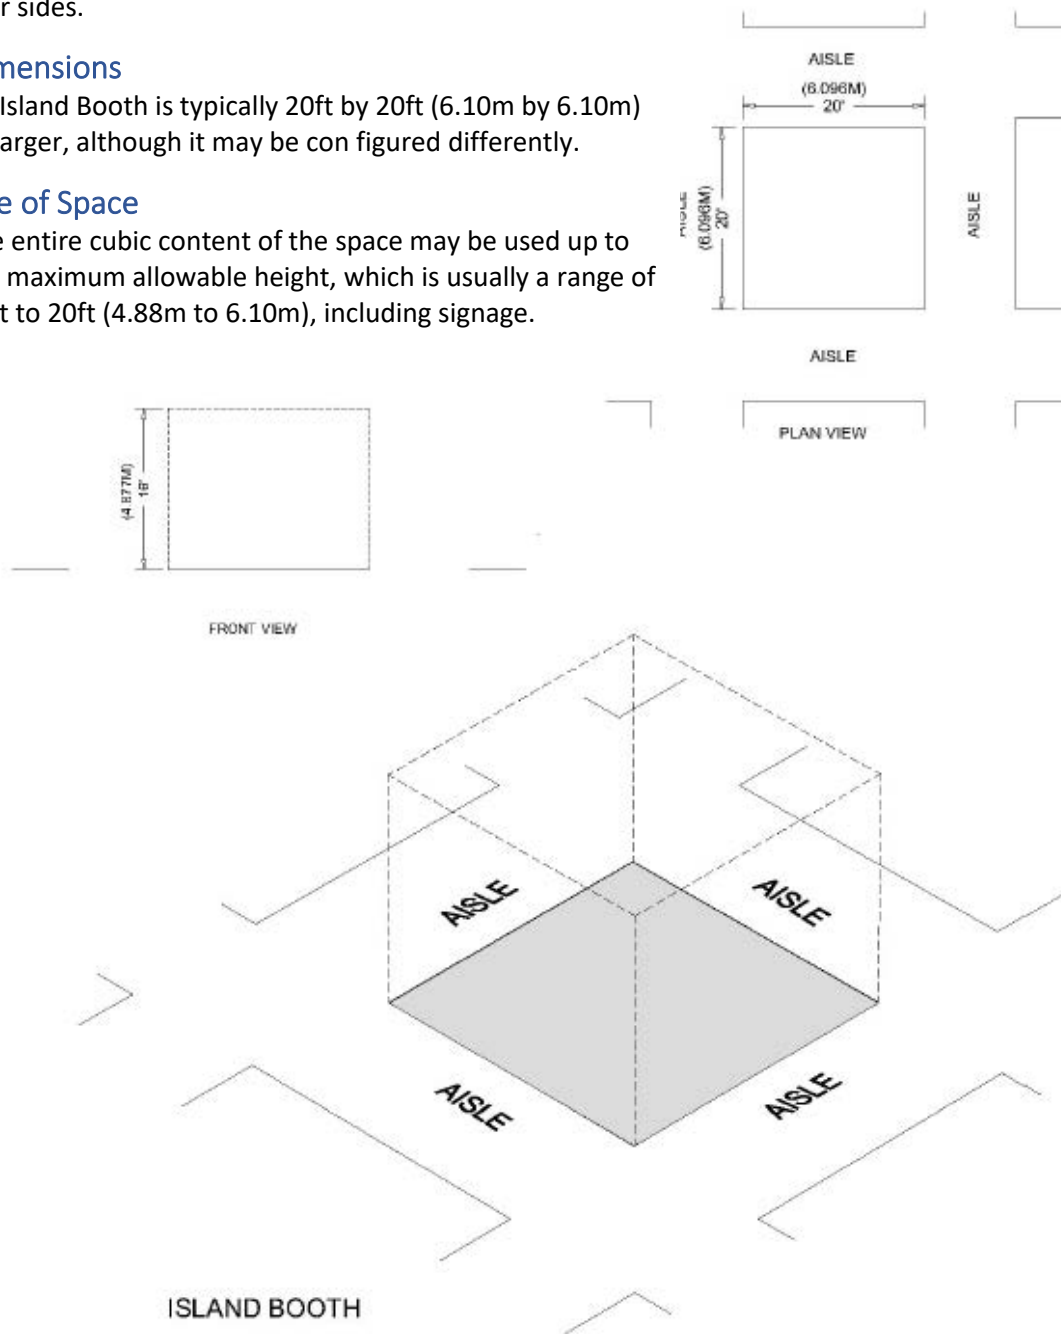 r sides.
mensions
Island Booth is typically 20ft by 20ft (6.10m by 6.10m)
arger, although it may be con figured differently.
e of Space
e entire cubic content of the space may be used up to
maximum allowable height, which is usually a range of
t to 20ft (4.88m to 6.10m), including signage.
AISLE
(6.096M)
20'
AISLE
(6.096M)
20'
AISLE
AISLE
PLAN VIEW
(4.877M)
16'
FRONT VIEW
AISLE
AISLE
AISLE
AISLE
ISLAND BOOTH